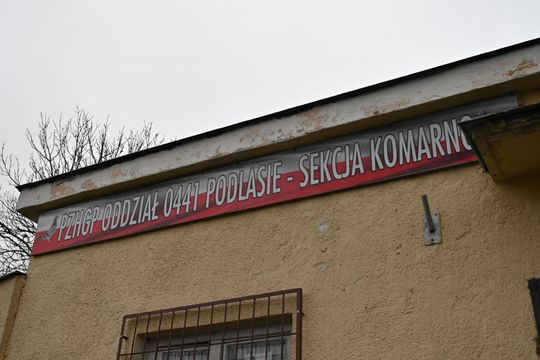 PZHGP ODDZIAŁ 0441 PODLASIE - SEKCJA KOMARNO